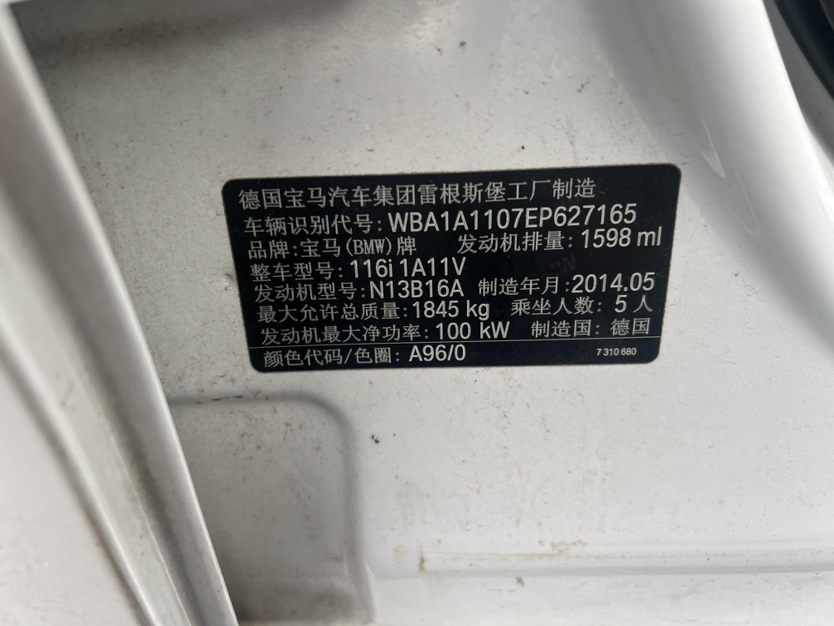 德国宝马汽车集团雷根斯堡工厂制造
车辆识别代号: WBA1A1107EP627165
品牌: 宝马(BMW)牌 发动机排量: 1598 ml
整车型号: 116i 1A11V
发动机型号: N13B16A 制造年月: 2014.05
最大允许总质量: 1845 kg 乘坐人数: 5 人
发动机最大净功率: 100 kW 制造国: 德国
颜色代码/色圈: A96/0 7 310 680